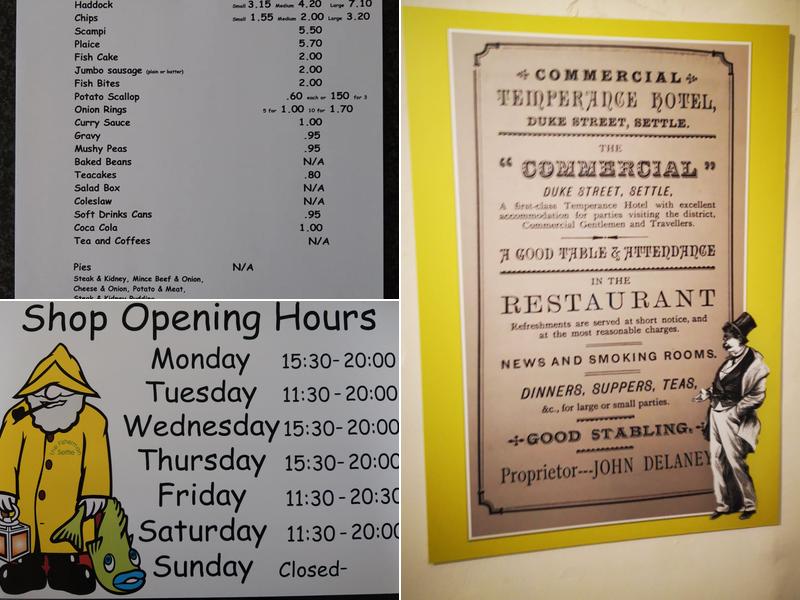 Haddock Small 3.15 Medium 4.20 Large 7.10
Chips Small 1.55 Medium 2.00 Large 3.20
Scampi 5.50
Plaice 5.70
Fish Cake 2.00
Jumbo sausage (plain or batter) 2.00
Fish Bites 2.00
Potato Scallop .60 each or 150 for 3
Onion Rings 5 for 1.00 10 for 1.70
Curry Sauce 1.00
Gravy .95
Mushy Peas .95
Baked Beans N/A
Teacakes .80
Salad Box N/A
Coleslaw N/A
Soft Drinks Cans .95
Coca Cola 1.00
Tea and Coffees N/A
Pies N/A
Steak & Kidney, Mince Beef & Onion,
Cheese & Onion, Potato & Meat,
Steak & Kidney Pudding
Shop Opening Hours
Monday 15:30-20:00
Tuesday 11:30-20:00
Wednesday 15:30-20:00
Thursday 15:30-20:00
Friday 11:30-20:30
Saturday 11:30-20:00
Sunday Closed-
the fisherman
Settle
COMMERCIAL
TEMPERANCE HOTEL,
DUKE STREET, SETTLE.
THE
"COMMERCIAL"
DUKE STREET, SETTLE,
A first-class Temperance Hotel with excellent
accommodation for parties visiting the district,
Commercial Gentlemen and Travellers.
A GOOD TABLE & ATTENDANCE
IN THE
RESTAURANT
Refreshments are served at short notice, and
at the most reasonable charges.
NEWS AND SMOKING ROOMS.
DINNERS, SUPPERS, TEAS,
&c., for large or small parties.
GOOD STABLING.
Proprietor---JOHN DELANEY